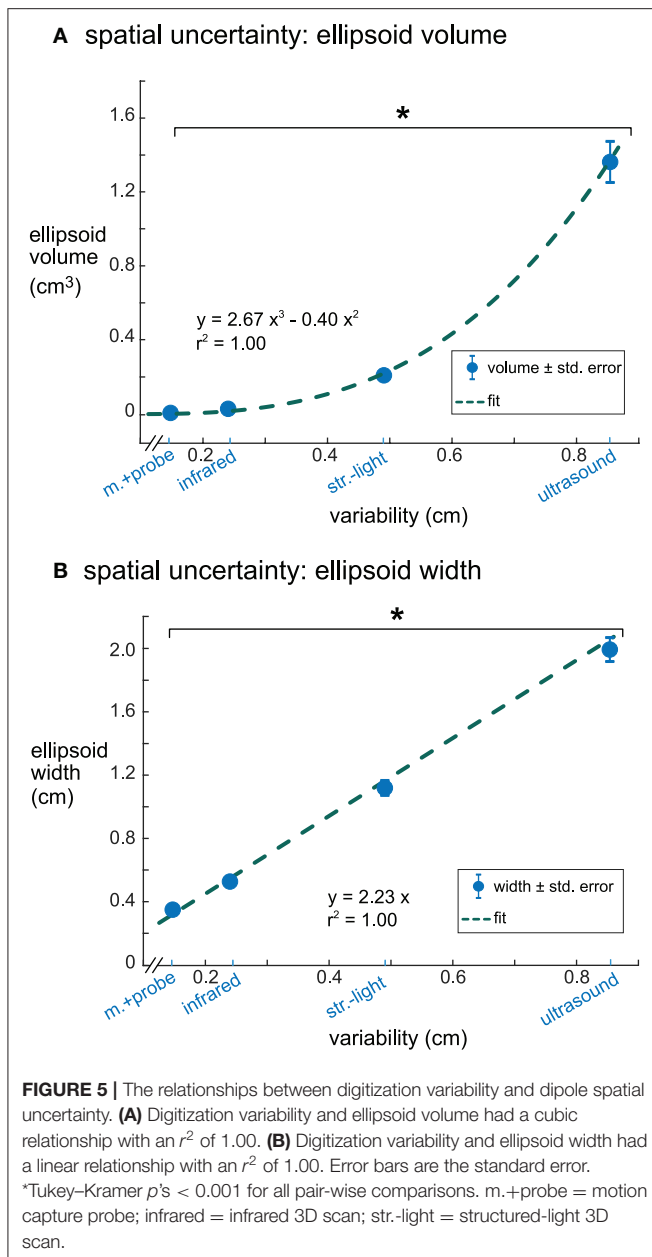 A spatial uncertainty: ellipsoid volume
*
1.6
1.2
0.8
0.4
0
ellipsoid
volume
(cm³)
y = 2.67 x³ - 0.40 x²
r² = 1.00
volume ± std. error
fit
0.2
0.4
0.6
0.8
m.+probe
infrared
str.-light
ultrasound
variability (cm)
B spatial uncertainty: ellipsoid width
*
2.0
1.6
1.2
0.8
0.4
0
ellipsoid
width
(cm)
y = 2.23 x
r² = 1.00
width ± std. error
fit
0.2
0.4
0.6
0.8
m.+probe
infrared
str.-light
ultrasound
variability (cm)
FIGURE 5 | The relationships between digitization variability and dipole spatial
uncertainty. (A) Digitization variability and ellipsoid volume had a cubic
relationship with an r² of 1.00. (B) Digitization variability and ellipsoid width had
a linear relationship with an r² of 1.00. Error bars are the standard error.
*Tukey–Kramer p's < 0.001 for all pair-wise comparisons. m.+probe = motion
capture probe; infrared = infrared 3D scan; str.-light = structured-light 3D
scan.